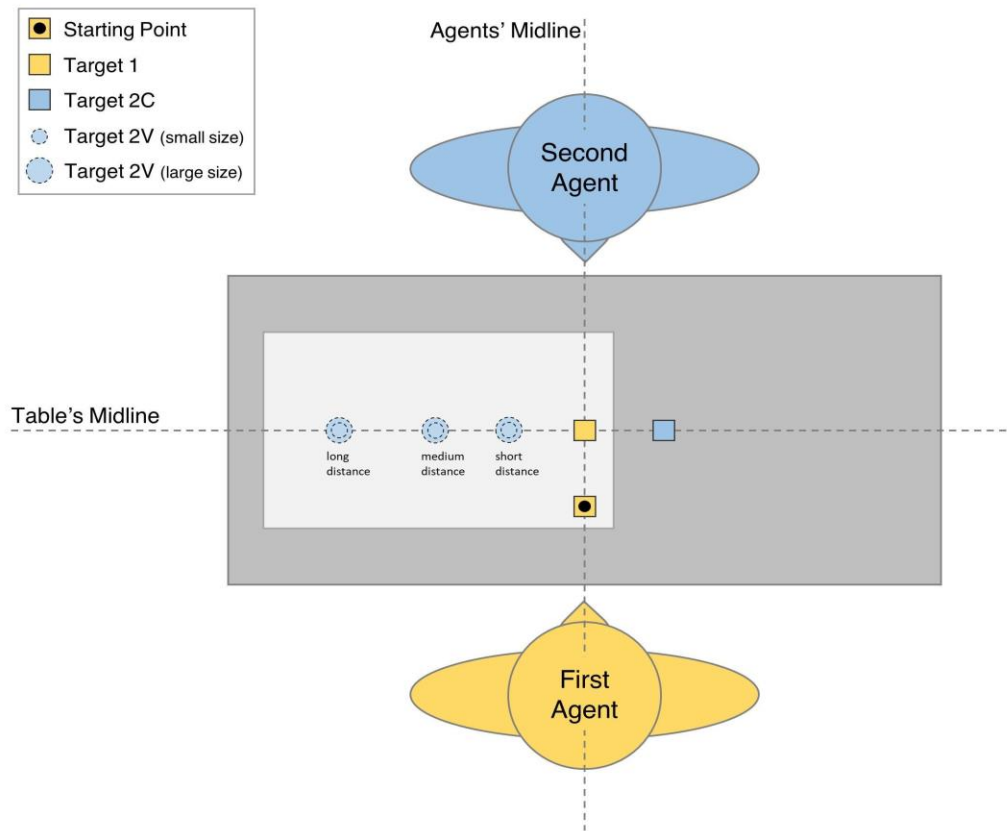 Starting Point
Target 1
Target 2C
Target 2V (small size)
Target 2V (large size)
Agents' Midline
Second
Agent
Table's Midline
long
distance
medium
distance
short
distance
First
Agent